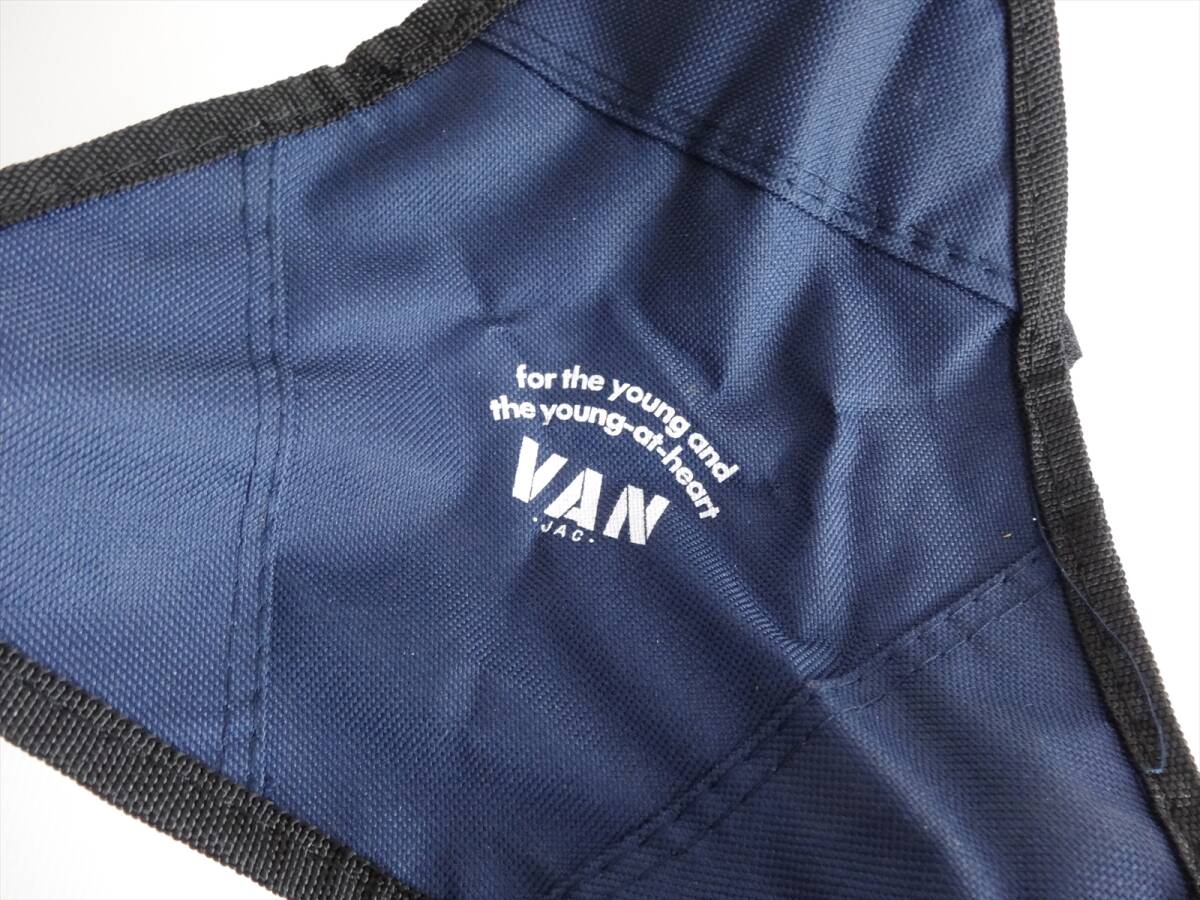 for the young and
the young-at-heart
VAN
·JAC·